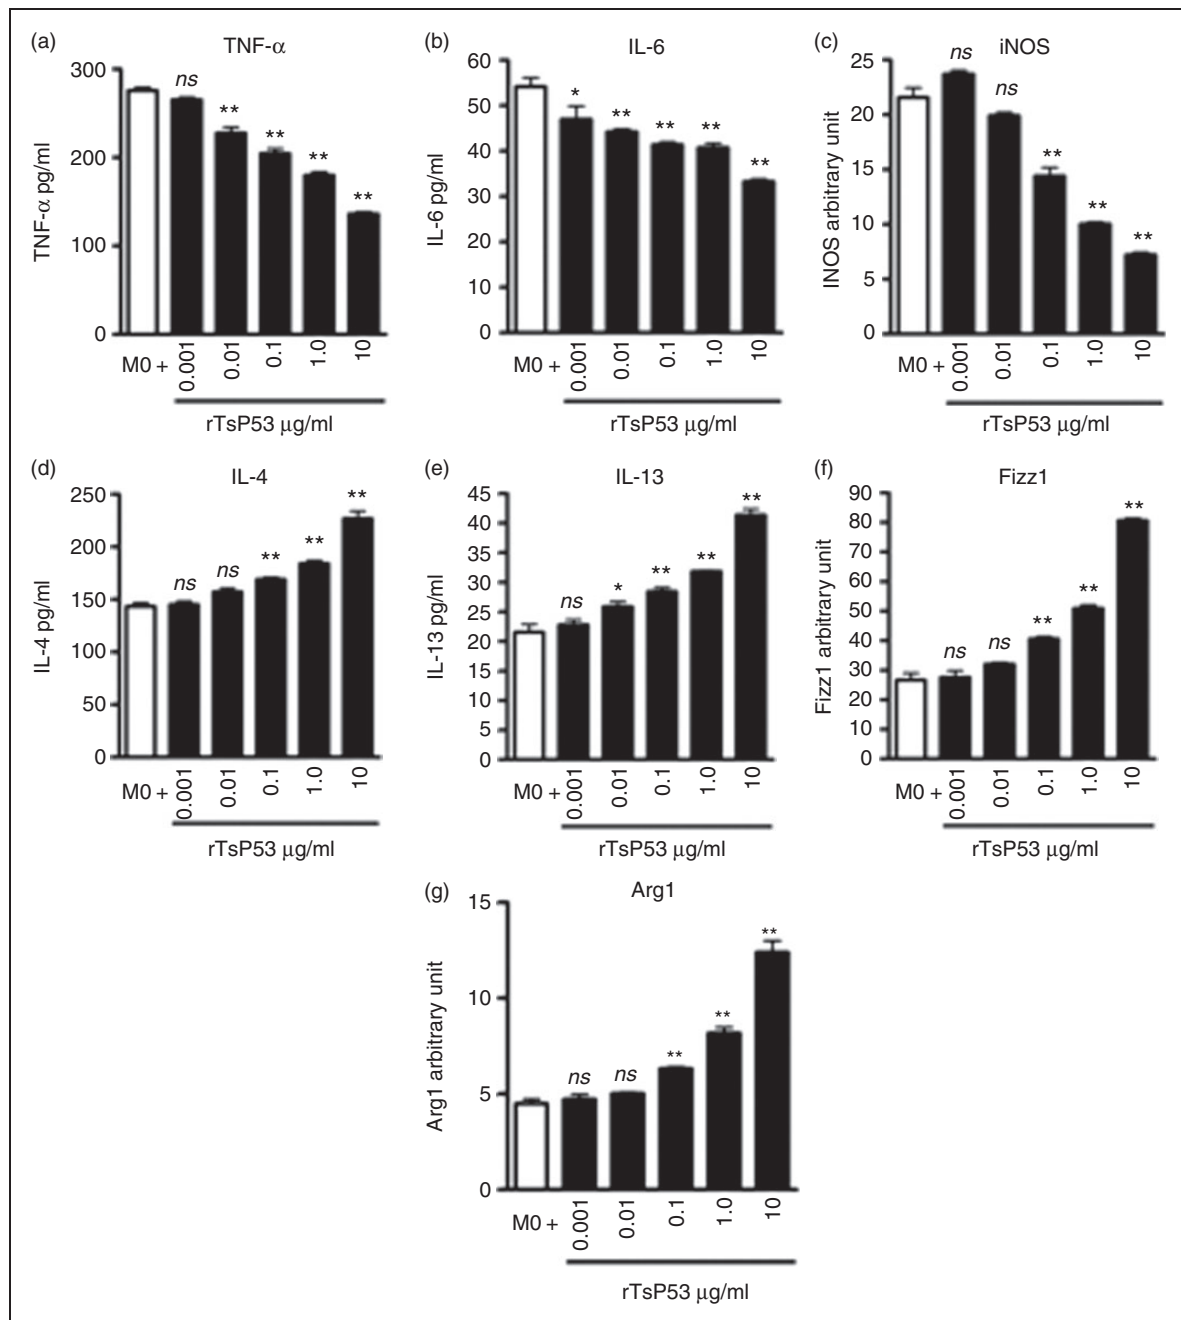 (a) TNF-α
TNF-α pg/ml
300
200
100
0
ns ** ** ** **
M0 + 0.001 0.01 0.1 1.0 10
rTsP53 μg/ml
(b) IL-6
IL-6 pg/ml
60
50
40
30
20
10
0
* ** ** ** **
M0 + 0.001 0.01 0.1 1.0 10
rTsP53 μg/ml
(c) iNOS
INOS arbitrary unit
25
20
15
10
5
0
ns ns ** ** **
M0 + 0.001 0.01 0.1 1.0 10
rTsP53 μg/ml
(d) IL-4
IL-4 pg/ml
250
200
150
100
50
0
ns ns ** ** **
M0 + 0.001 0.01 0.1 1.0 10
rTsP53 μg/ml
(e) IL-13
IL-13 pg/ml
45
40
35
30
25
20
15
10
5
0
ns * ** ** **
M0 + 0.001 0.01 0.1 1.0 10
rTsP53 μg/ml
(f) Fizz1
Fizz1 arbitrary unit
90
80
70
60
50
40
30
20
10
0
ns ns ** ** **
M0 + 0.001 0.01 0.1 1.0 10
rTsP53 μg/ml
(g) Arg1
Arg1 arbitrary unit
15
10
5
0
ns ns ** ** **
M0 + 0.001 0.01 0.1 1.0 10
rTsP53 μg/ml